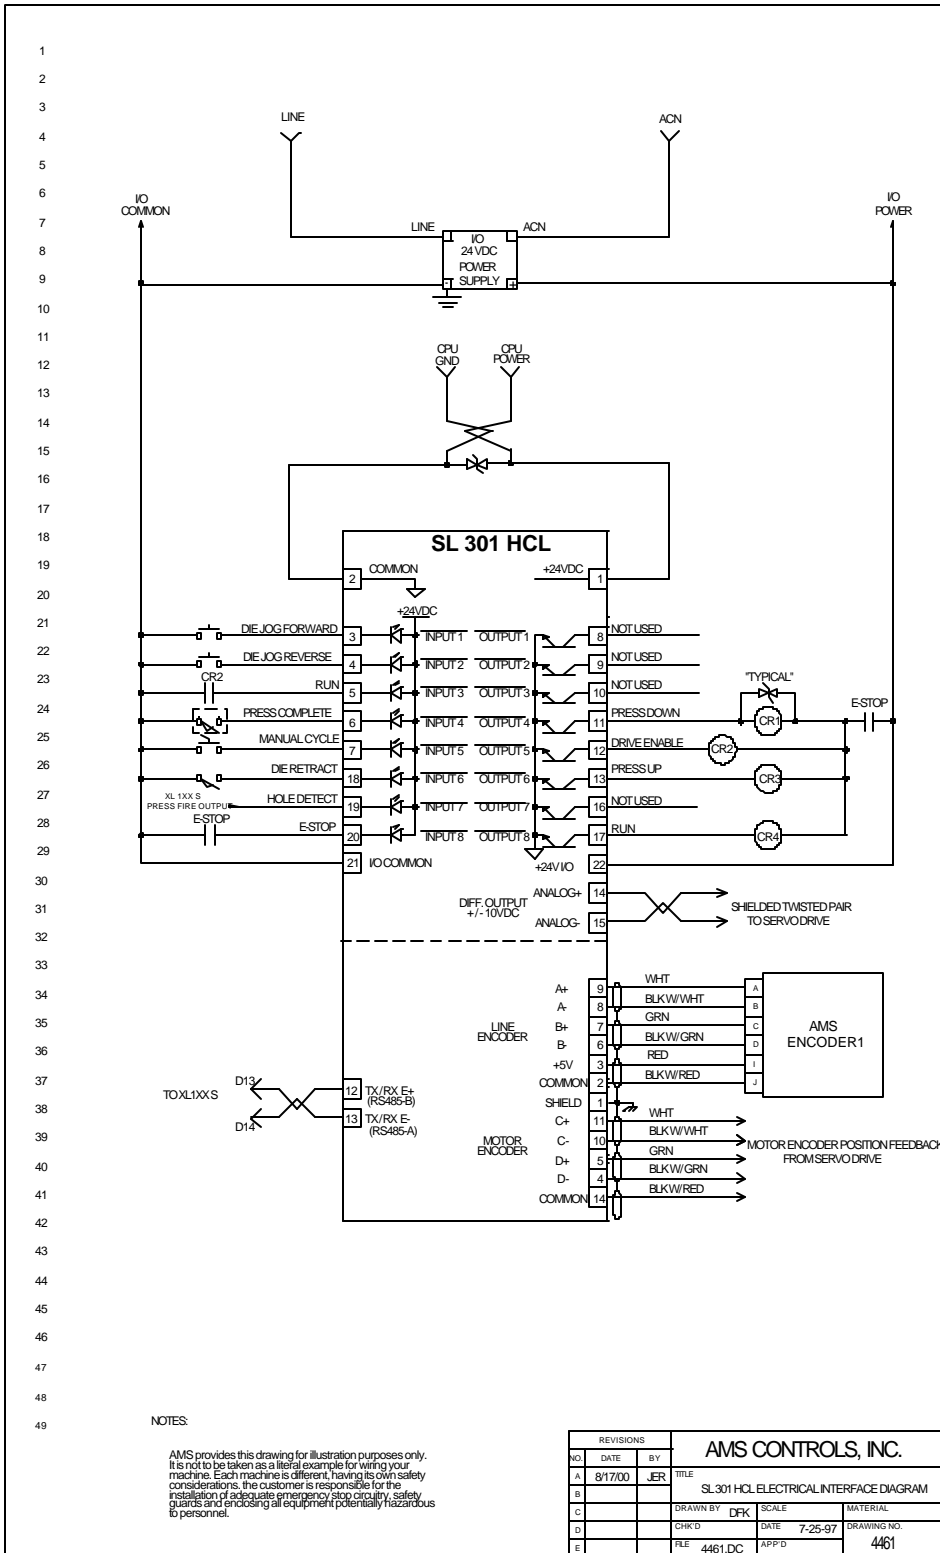 1
2
3
LINE
ACN
4
5
6
I/O
COMMON
I/O
POWER
7
LINE
ACN
8
I/O
24 VDC
POWER
SUPPLY
- +
9
10
11
12
CPU
GND
CPU
POWER
13
14
15
16
17
18
SL 301 HCL
19
2 COMMON
+24VDC 1
20
+24VDC
21
DIE JOG FORWARD 3 INPUT 1 OUTPUT 1 8 NOT USED
22
DIE JOG REVERSE 4 INPUT 2 OUTPUT 2 9 NOT USED
23
CR2
RUN 5 INPUT 3 OUTPUT 3 10 NOT USED
"TYPICAL"
24
PRESS COMPLETE 6 INPUT 4 OUTPUT 4 11 PRESS DOWN CR1 E-STOP
25
MANUAL CYCLE 7 INPUT 5 OUTPUT 5 12 DRIVE ENABLE CR2
26
DIE RETRACT 18 INPUT 6 OUTPUT 6 13 PRESS UP CR3
27
XL 1XX S
PRESS FIRE OUTPUT
HOLE DETECT 19 INPUT 7 OUTPUT 7 16 NOT USED
28
E-STOP
E-STOP 20 INPUT 8 OUTPUT 8 17 RUN CR4
29
21 I/O COMMON
+24V I/O 22
30
DIFF. OUTPUT
+/- 10VDC
ANALOG+ 14
31
SHIELDED TWISTED PAIR
TO SERVO DRIVE
ANALOG- 15
32
33
34
LINE
ENCODER
A+ 9 WHT A
A- 8 BLK W/WHT B
35
B+ 7 GRN C
B- 6 BLK W/GRN D
AMS
ENCODER1
36
+5V 3 RED I
37
COMMON 2 BLK W/RED J
TO XL1XX S
D13
12 TX/RX E+
(RS485-B)
38
SHIELD 1
D14
13 TX/RX E-
(RS485-A)
39
MOTOR
ENCODER
C+ 11 WHT
C- 10 BLK W/WHT
MOTOR ENCODER POSITION FEEDBACK
FROM SERVO DRIVE
40
D+ 5 GRN
D- 4 BLK W/GRN
41
COMMON 14 BLK W/RED
42
43
44
45
46
47
48
49
NOTES:
AMS provides this drawing for illustration purposes only.
It is not to be taken as a literal example for wiring your
machine. Each machine is different, having its own safety
considerations. the customer is responsible for the
installation of adequate emergency stop circuitry, safety
guards and enclosing all equipment potentially hazardous
to personnel.
REVISIONS
NO. DATE BY
A 8/17/00 JER
B
C
D
E
AMS CONTROLS, INC.
TITLE
SL 301 HCL ELECTRICAL INTERFACE DIAGRAM
DRAWN BY DFK SCALE MATERIAL
CHK'D DATE 7-25-97 DRAWING NO.
FILE 4461.DC APP'D 4461